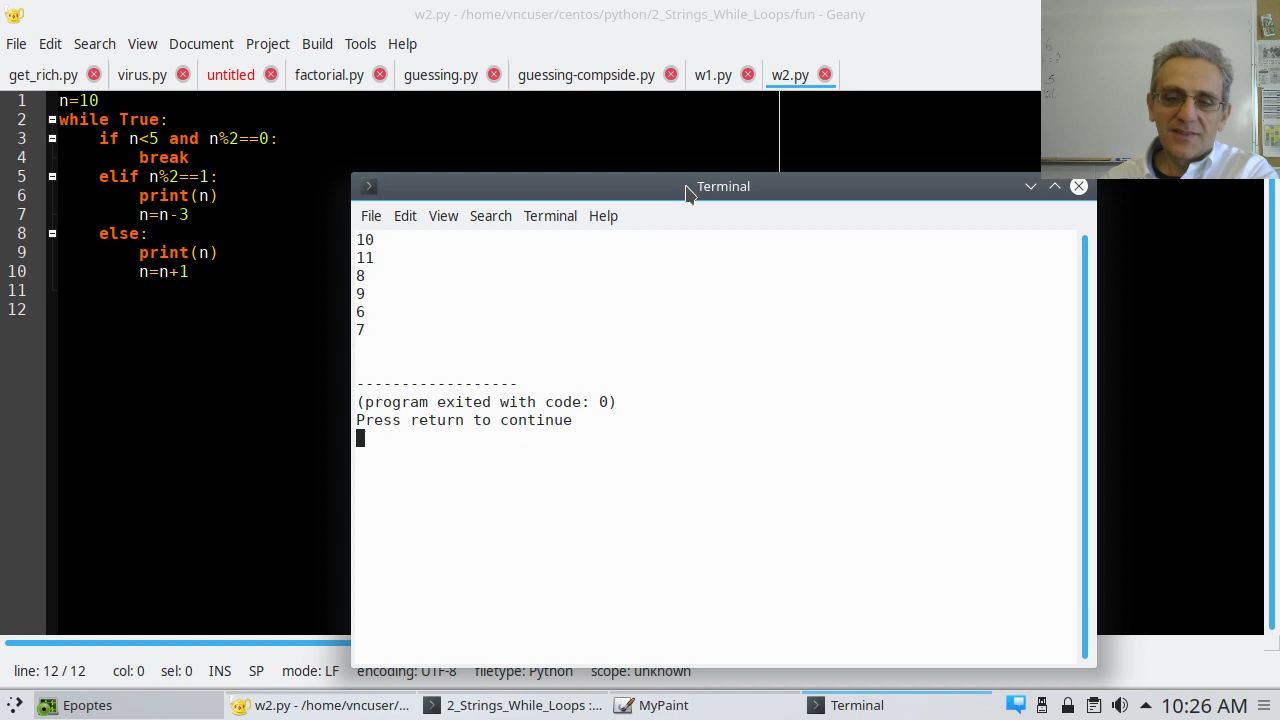 w2.py - /home/vncuser/centos/python/2_Strings_While_Loops/fun - Geany
File Edit Search View Document Project Build Tools Help
get_rich.py virus.py untitled factorial.py guessing.py guessing-compside.py w1.py w2.py
1 n=10
2 while True:
3 if n<5 and n%2==0:
4 break
5 elif n%2==1:
6 print(n)
7 n=n-3
8 else:
9 print(n)
10 n=n+1
11
12
Terminal
File Edit View Search Terminal Help
10
11
8
9
6
7
------------------
(program exited with code: 0)
Press return to continue
line: 12 / 12 col: 0 sel: 0 INS SP mode: LF encoding: UTF-8 filetype: Python scope: unknown
Epoptes w2.py - /home/vncuser/... 2_Strings_While_Loops :... MyPaint Terminal 10:26 AM